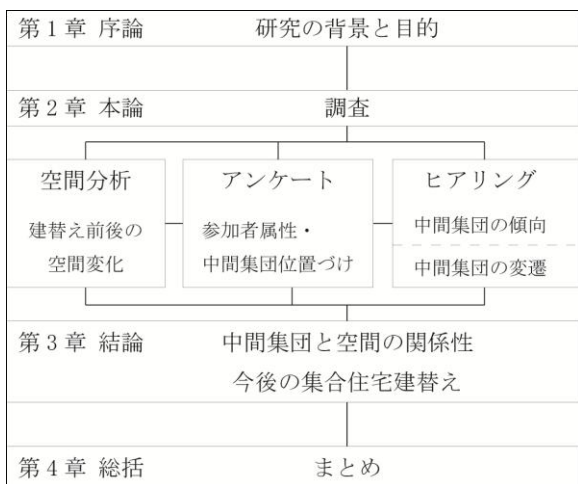 第1章 序論 研究の背景と目的
第2章 本論 調査
空間分析
建替え前後の
空間変化
アンケート
参加者属性・
中間集団位置づけ
ヒアリング
中間集団の傾向
中間集団の変遷
第3章 結論 中間集団と空間の関係性
今後の集合住宅建替え
第4章 総括 まとめ